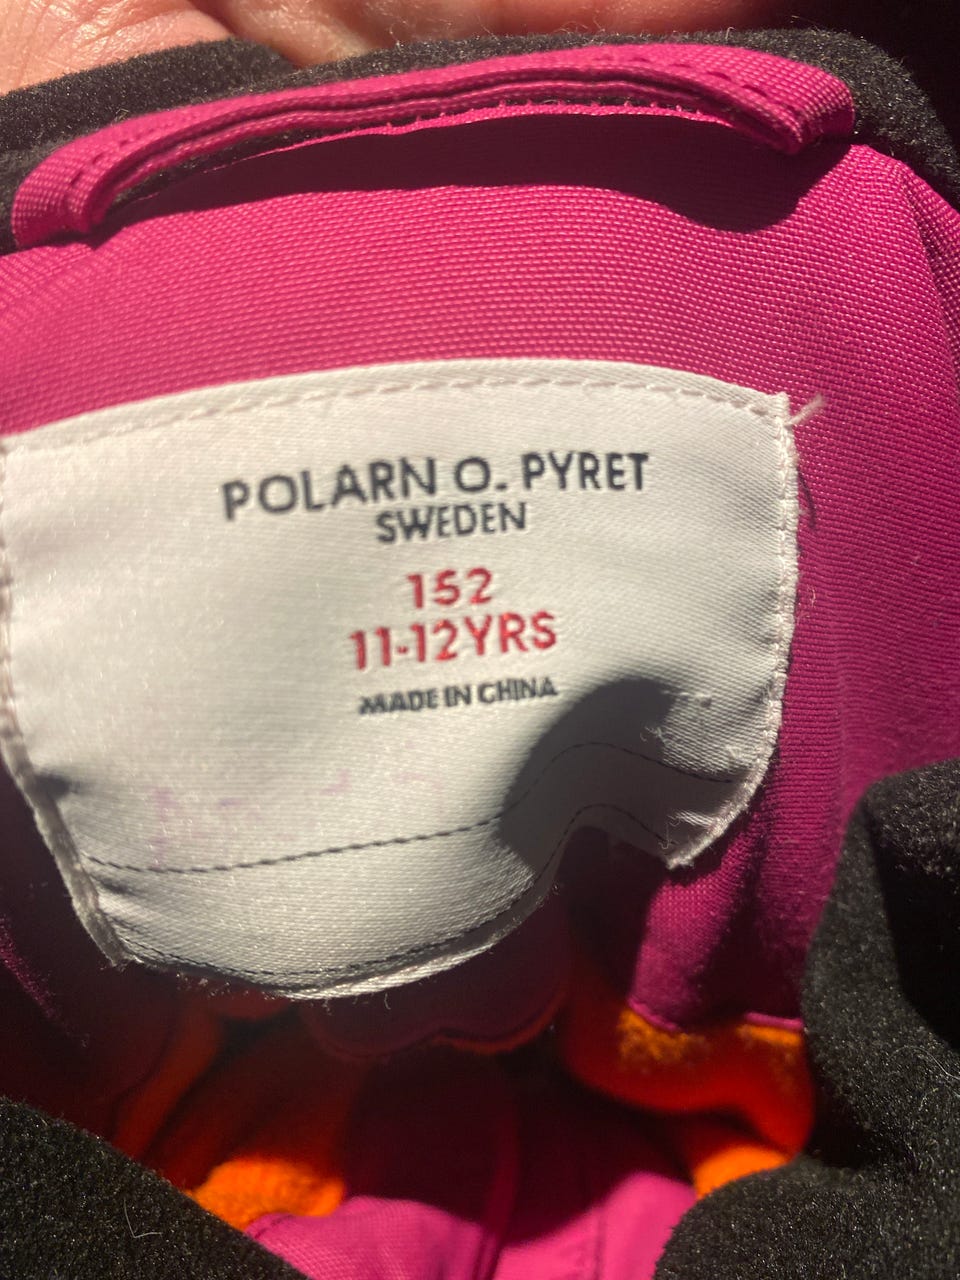 POLARN O. PYRET
SWEDEN
152
11-12YRS
MADE IN CHINA